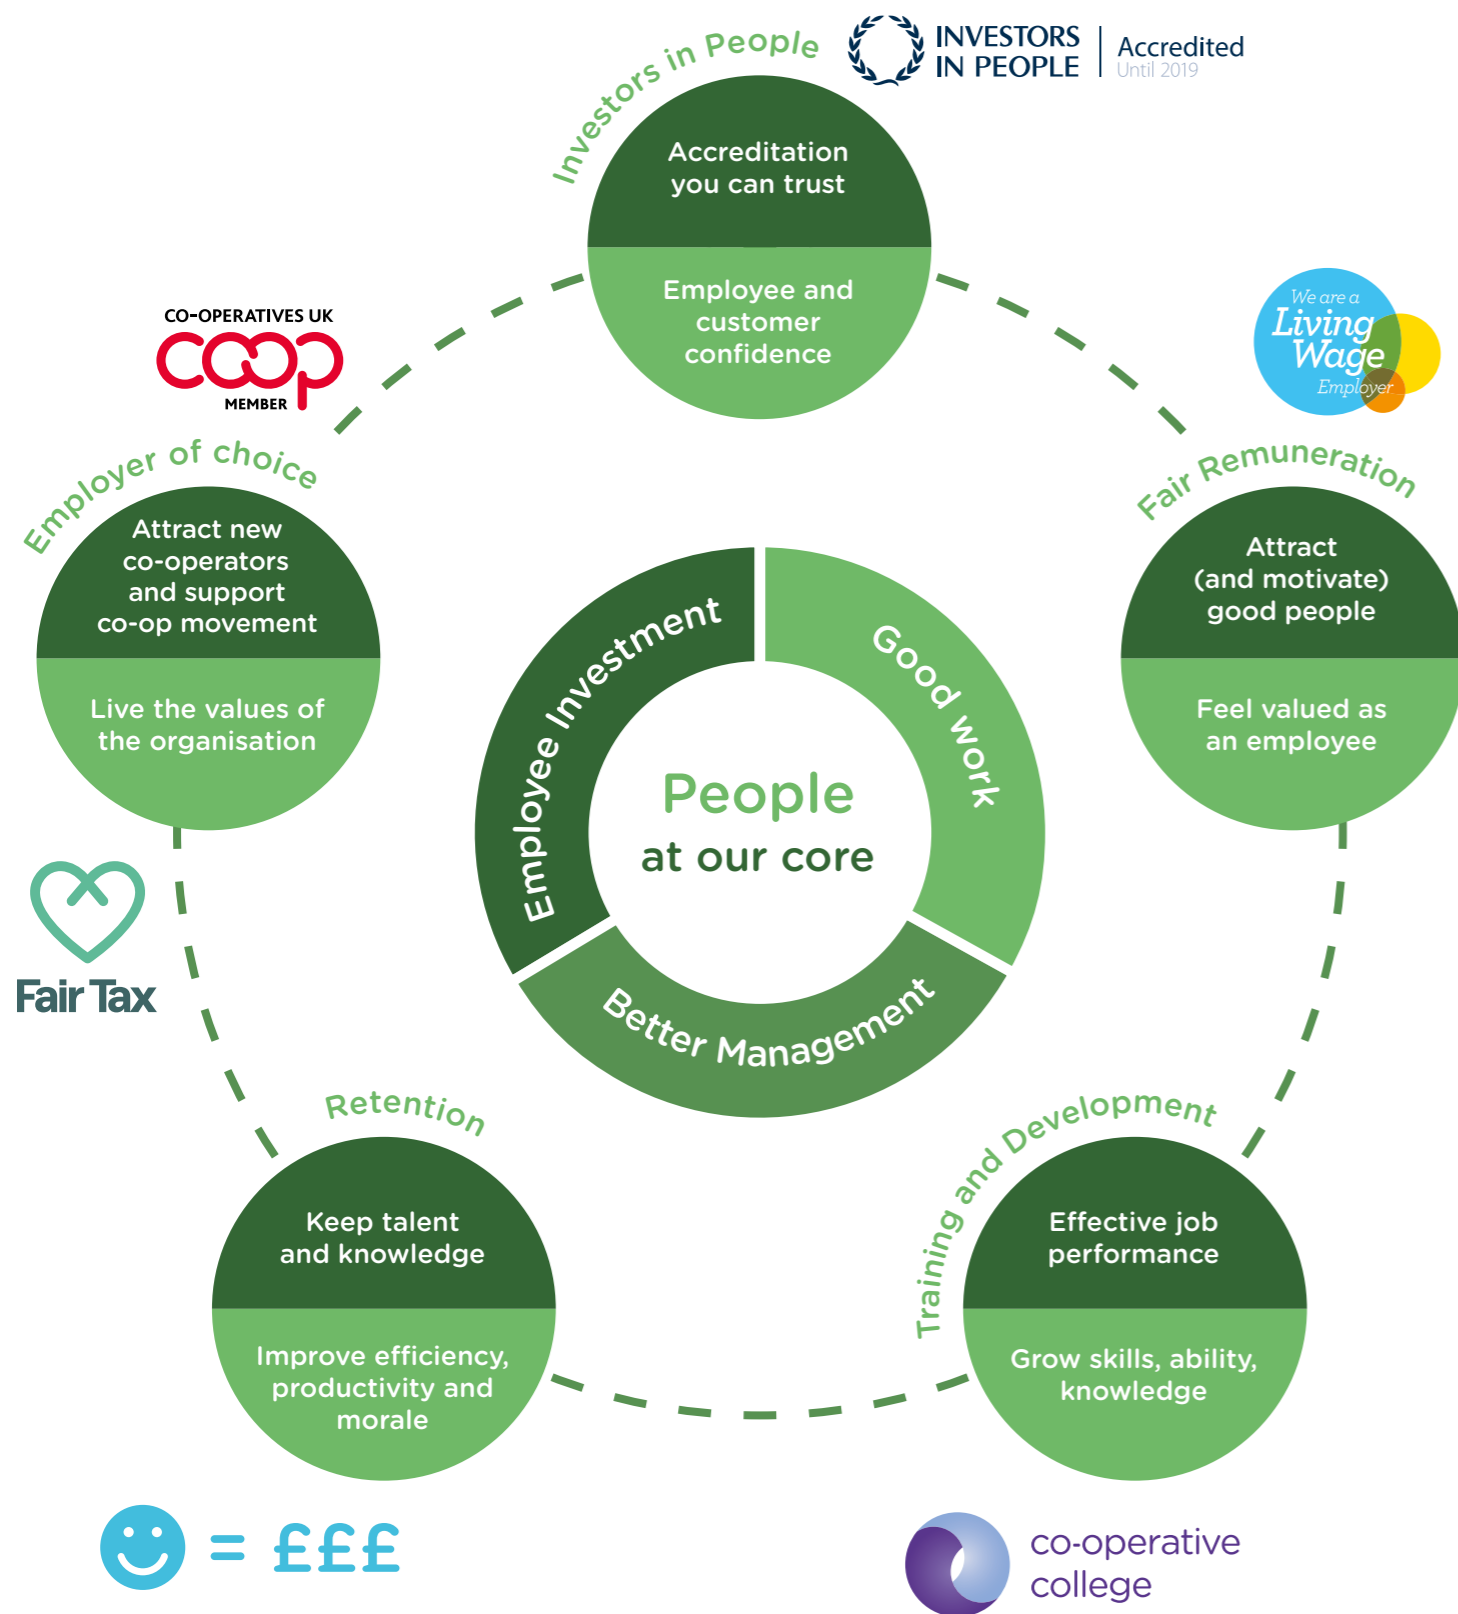 Investors in People
INVESTORS
IN PEOPLE
Accredited
Until 2019
Accreditation
you can trust
Employee and
customer
confidence
CO-OPERATIVES UK
coop
MEMBER
We are a
Living
Wage
Employer
Employer of choice
Attract new
co-operators
and support
co-op movement
Live the values of
the organisation
Fair Remuneration
Attract
(and motivate)
good people
Feel valued as
an employee
Employee Investment
Good work
Better Management
People
at our core
Fair Tax
Retention
Keep talent
and knowledge
Improve efficiency,
productivity and
morale
Training and Development
Effective job
performance
Grow skills, ability,
knowledge
= £££
co-operative
college